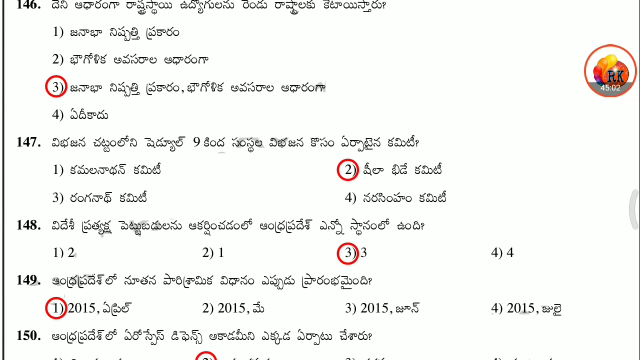 146. దేని ఆధారంగా రాష్ట్రస్థాయి ఉద్యోగులను రెండు రాష్ట్రాలకు కేటాయిస్తారు?
1) జనాభా నిష్పత్తి ప్రకారం
2) భౌగోళిక అవసరాల ఆధారంగా
3) జనాభా నిష్పత్తి ప్రకారం, భౌగోళిక అవసరాల ఆధారంగా
4) ఏదీకాదు
RK
45:02
147. విభజన చట్టంలోని షెడ్యూల్ 9 కింద సంస్థల విభజన కొసం ఏర్పాటైన కమిటీ?
1) కమలనాథన్ కమిటీ 2) షీలా భిడే కమిటీ
3) రంగనాథ్ కమిటీ 4) నరసింహం కమిటీ
148. విదేశీ ప్రత్యక్ష పెట్టుబడులను ఆకర్షించడంలో ఆంధ్రప్రదేశ్ ఎన్నో స్థానంలో ఉంది?
1) 2 2) 1 3) 3 4) 4
149. ఆంధ్రప్రదేశ్‌లో నూతన పారిశ్రామిక విధానం ఎప్పుడు ప్రారంభమైంది?
1) 2015, ఏప్రిల్ 2) 2015, మే 3) 2015, జూన్ 4) 2015, జులై
150. ఆంధ్రప్రదేశ్‌లో ఏరోస్పేస్ డిఫెన్స్ అకాడమీని ఎక్కడ ఏర్పాటు చేశారు?